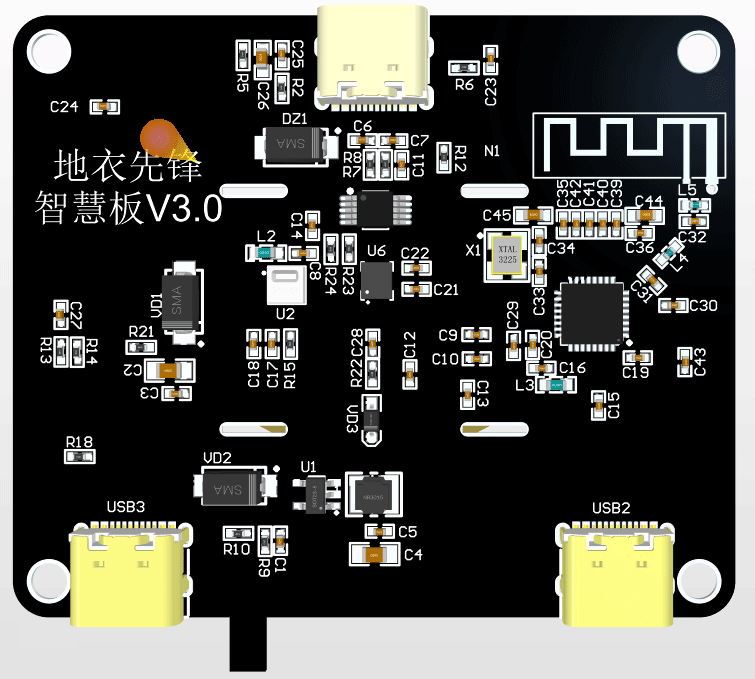 C25
R5
C26
R2
R6
C23
C24
DZ1
SMA
C6
C7
R8
R7
C11
R12
N1
地衣先锋
智慧板V3.0
C35
C42
C41
C40
C39
C45
C44
L5
C32
C14
L2
C8
R24
R23
U6
C22
C21
X1
XTAL
3225
C34
C33
C36
L4
C31
C30
U2
VD1
SMA
C27
R13
R14
R21
C2
C3
C18
C17
R15
C28
R22
C12
C9
C10
C13
C29
C20
C16
L3
C19
C43
C15
VD3
R18
VD2
SMA
U1
R10
R9
C1
C5
C4
USB3
USB2